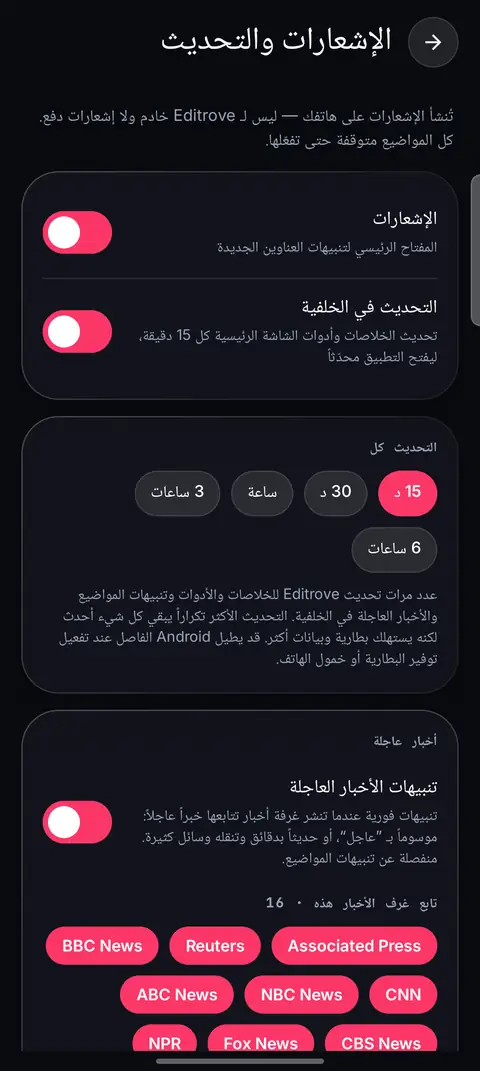 الإشعارات والتحديث
تُنشأ الإشعارات على هاتفك — ليس لـ Editrove خادم ولا إشعارات دفع.
كل المواضيع متوقفة حتى تفعّلها.
الإشعارات
المفتاح الرئيسي لتنبيهات العناوين الجديدة
التحديث في الخلفية
تحديث الخلاصات وأدوات الشاشة الرئيسية كل 15 دقيقة،
ليفتح التطبيق محدّثاً
التحديث كل
15 د
30 د
ساعة
3 ساعات
6 ساعات
عدد مرات تحديث Editrove للخلاصات والأدوات وتنبيهات المواضيع
والأخبار العاجلة في الخلفية. التحديث الأكثر تكراراً يبقي كل شيء أحدث
لكنه يستهلك بطارية وبيانات أكثر. قد يطيل Android الفاصل عند تفعيل
توفير البطارية أو خمول الهاتف.
أخبار عاجلة
تنبيهات الأخبار العاجلة
تنبيهات فورية عندما تنشر غرفة أخبار تتابعها خبراً عاجلاً:
موسوماً بـ ”عاجل“، أو حديثاً بدقائق وتنقله وسائل كثيرة.
منفصلة عن تنبيهات المواضيع.
تابع غرف الأخبار هذه · 16
Associated Press
Reuters
BBC News
CNN
NBC News
ABC News
CBS News
Fox News
NPR